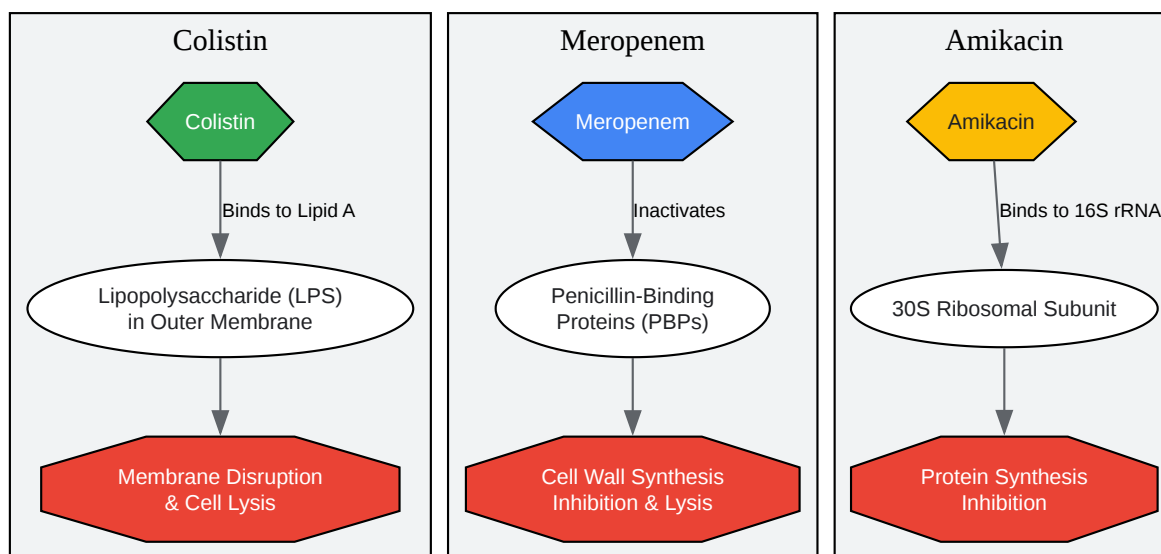 Colistin
Colistin
Binds to Lipid A
Lipopolysaccharide (LPS)
in Outer Membrane
Membrane Disruption
& Cell Lysis
Meropenem
Meropenem
Inactivates
Penicillin-Binding
Proteins (PBPs)
Cell Wall Synthesis
Inhibition & Lysis
Amikacin
Amikacin
Binds to 16S rRNA
30S Ribosomal Subunit
Protein Synthesis
Inhibition